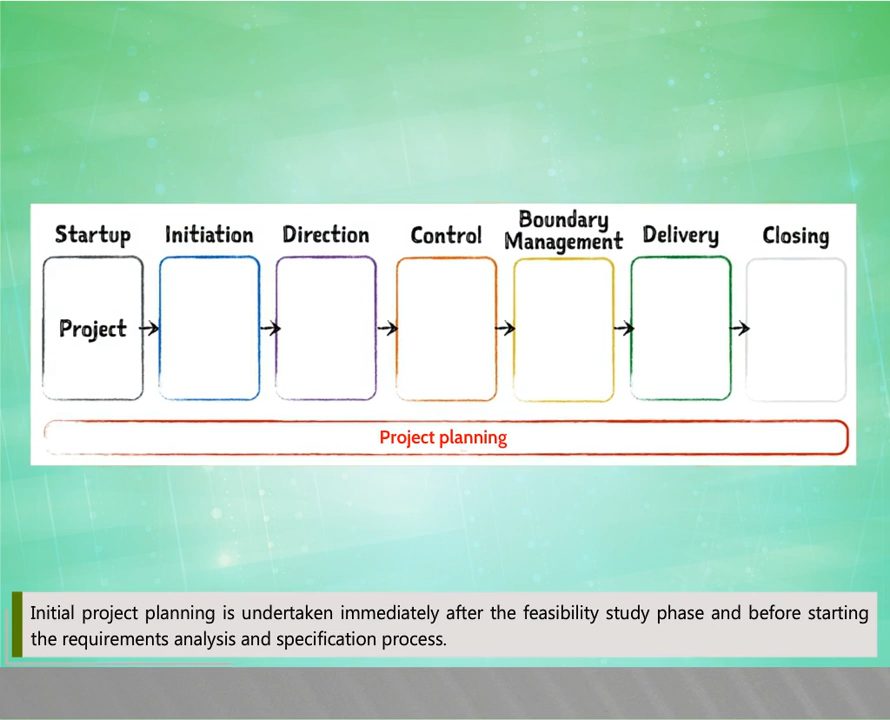 Startup Initiation Direction Control Boundary Management Delivery Closing
Project
Project planning
Initial project planning is undertaken immediately after the feasibility study phase and before starting
the requirements analysis and specification process.